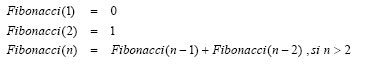 Fibonacci(1) = 0
Fibonacci(2) = 1
Fibonacci(n) = Fibonacci(n−1)+Fibonacci(n−2) ,si n>2